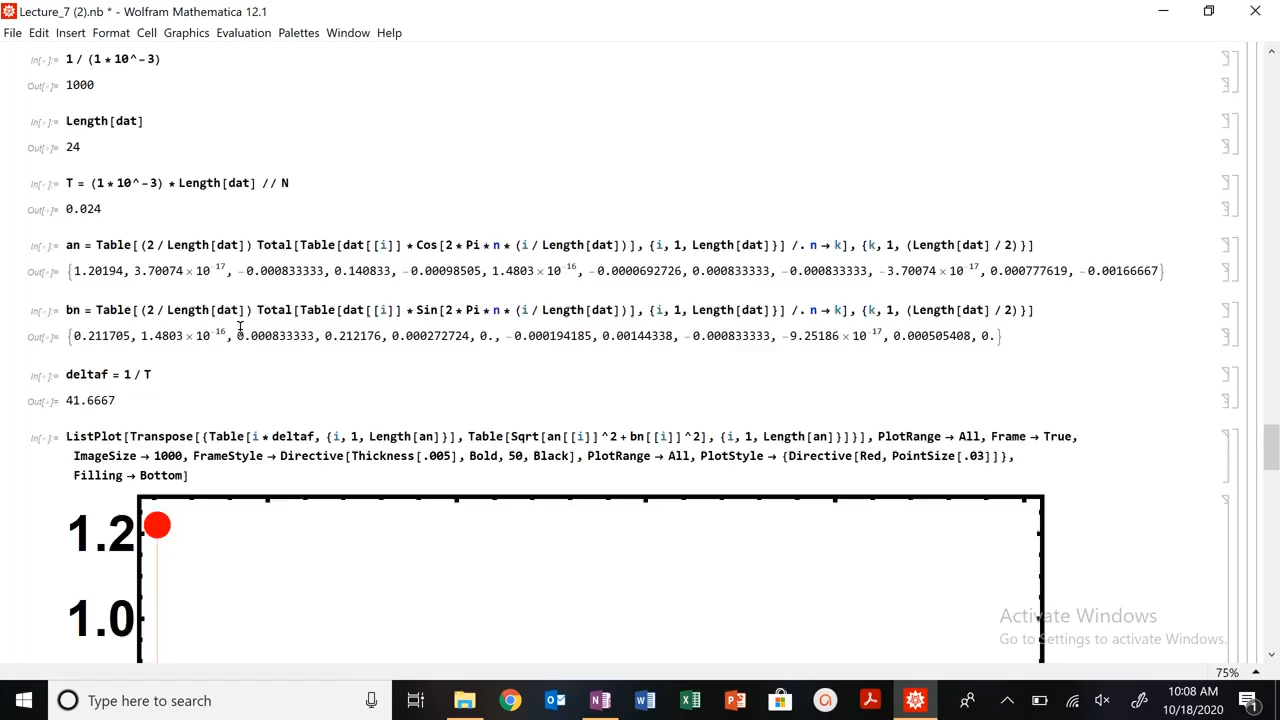 Lecture_7 (2).nb * - Wolfram Mathematica 12.1
File Edit Insert Format Cell Graphics Evaluation Palettes Window Help
In[◦]:= 1 / (1 * 10 ^ -3)
Out[◦]= 1000
In[◦]:= Length[dat]
Out[◦]= 24
In[◦]:= T = (1 * 10 ^ -3) * Length[dat] // N
Out[◦]= 0.024
In[◦]:= an = Table[(2 / Length[dat]) Total[Table[dat[[i]] * Cos[2 * Pi * n * (i / Length[dat])], {i, 1, Length[dat]}] /. n → k], {k, 1, (Length[dat] / 2)}]
Out[◦]= {1.20194, 3.70074 × 10^-17, -0.000833333, 0.140833, -0.00098505, 1.4803 × 10^-16, -0.0000692726, 0.000833333, -0.000833333, -3.70074 × 10^-17, 0.000777619, -0.00166667}
In[◦]:= bn = Table[(2 / Length[dat]) Total[Table[dat[[i]] * Sin[2 * Pi * n * (i / Length[dat])], {i, 1, Length[dat]}] /. n → k], {k, 1, (Length[dat] / 2)}]
Out[◦]= {0.211705, 1.4803 × 10^-16, 0.000833333, 0.212176, 0.000272724, 0., -0.000194185, 0.00144338, -0.000833333, -9.25186 × 10^-17, 0.000505408, 0.}
In[◦]:= deltaf = 1 / T
Out[◦]= 41.6667
In[◦]:= ListPlot[Transpose[{Table[i * deltaf, {i, 1, Length[an]}], Table[Sqrt[an[[i]] ^ 2 + bn[[i]] ^ 2], {i, 1, Length[an]}]}], PlotRange → All, Frame → True,
ImageSize → 1000, FrameStyle → Directive[Thickness[.005], Bold, 50, Black], PlotRange → All, PlotStyle → {Directive[Red, PointSize[.03]]},
Filling → Bottom]
1.2
1.0
Activate Windows
Go to Settings to activate Windows.
75%
Type here to search
10:08 AM
10/18/2020
1